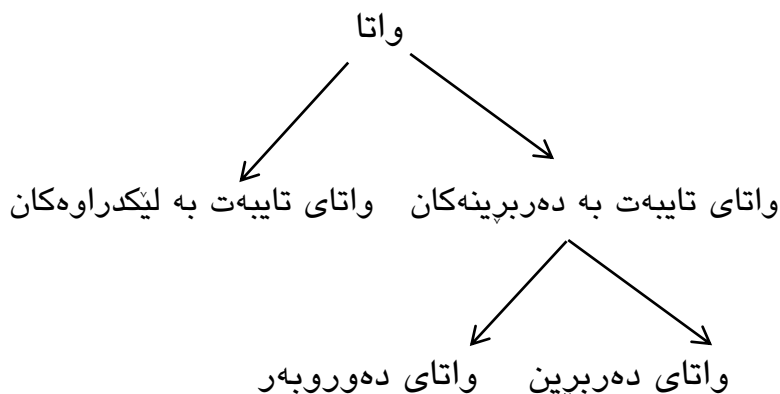 واتا
واتای تایبەت بە دەربڕینەکان واتای تایبەت بە لێکدراوەکان
واتای دەربڕین واتای دەوروبەر